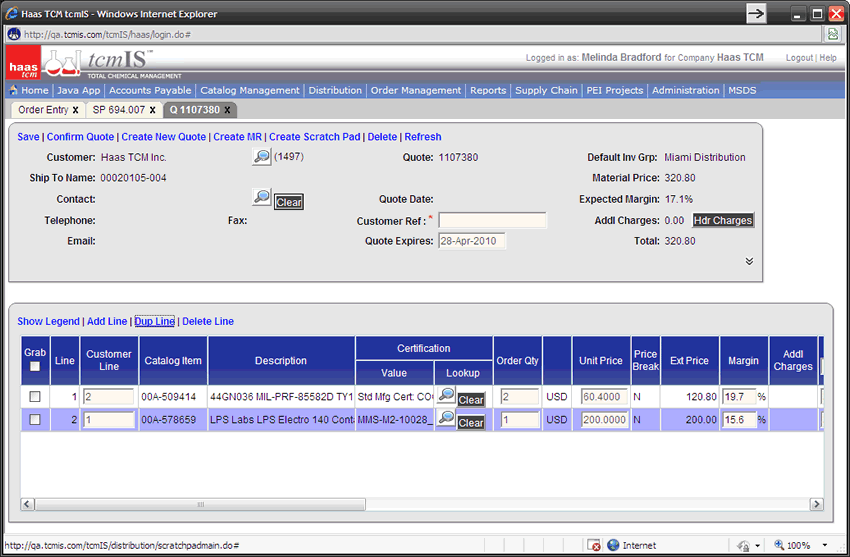 Haas TCM tcmIS - Windows Internet Explorer
http://qa.tcmis.com/tcmIS/haas/login.do#
haas tcm
tcmIS™
TOTAL CHEMICAL MANAGEMENT
Logged in as: Melinda Bradford for Company Haas TCM
Logout | Help
Home | Java App | Accounts Payable | Catalog Management | Distribution | Order Management | Reports | Supply Chain | PEI Projects | Administration | MSDS
Order Entry x SP 694.007 x Q 1107380 x
Save | Confirm Quote | Create New Quote | Create MR | Create Scratch Pad | Delete | Refresh
Customer: Haas TCM Inc. (1497) Quote: 1107380 Default Inv Grp: Miami Distribution
Ship To Name: 00020105-004 Material Price: 320.80
Contact: Clear Quote Date: Expected Margin: 17.1%
Telephone: Fax: Customer Ref : * Addl Charges: 0.00 Hdr Charges
Email: Quote Expires: 28-Apr-2010 Total: 320.80
Show Legend | Add Line | Dup Line | Delete Line
Grab Line Customer Line Catalog Item Description Certification Value Lookup Order Qty Unit Price Price Break Ext Price Margin Addl Charges
1 2 00A-509414 44GN036 MIL-PRF-85582D TY1 Std Mfg Cert: CO Clear 2 USD 60.4000 N 120.80 19.7 %
2 1 00A-578659 LPS Labs LPS Electro 140 Cont MMS-M2-10028_ Clear 1 USD 200.0000 N 200.00 15.6 %
http://qa.tcmis.com/tcmIS/distribution/scratchpadmain.do#
Internet
100%